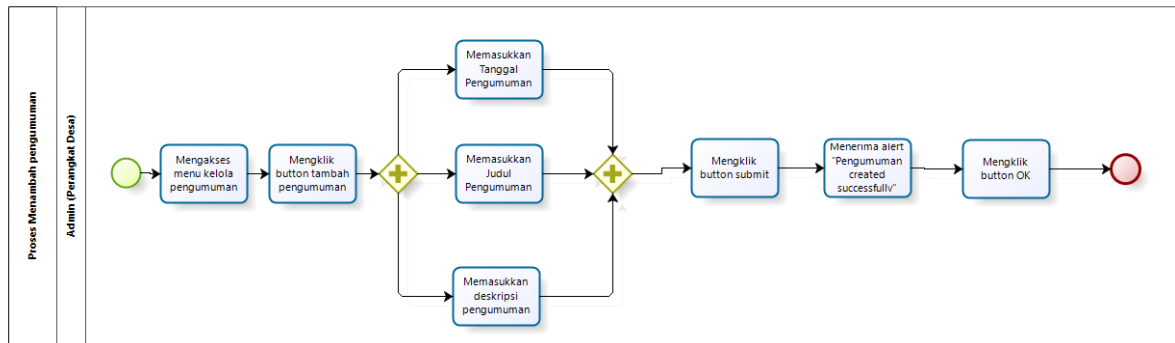 Proses Menambah pengumuman
Admin (Perangkat Desa)
Mengakses
menu kelola
pengumuman
Mengklik
button tambah
pengumuman
Memasukkan
Tanggal
Pengumuman
Memasukkan
Judul
Pengumuman
Memasukkan
deskripsi
pengumuman
Mengklik
button submit
Menerima alert
"Pengumuman
created
successfully"
Mengklik
button OK